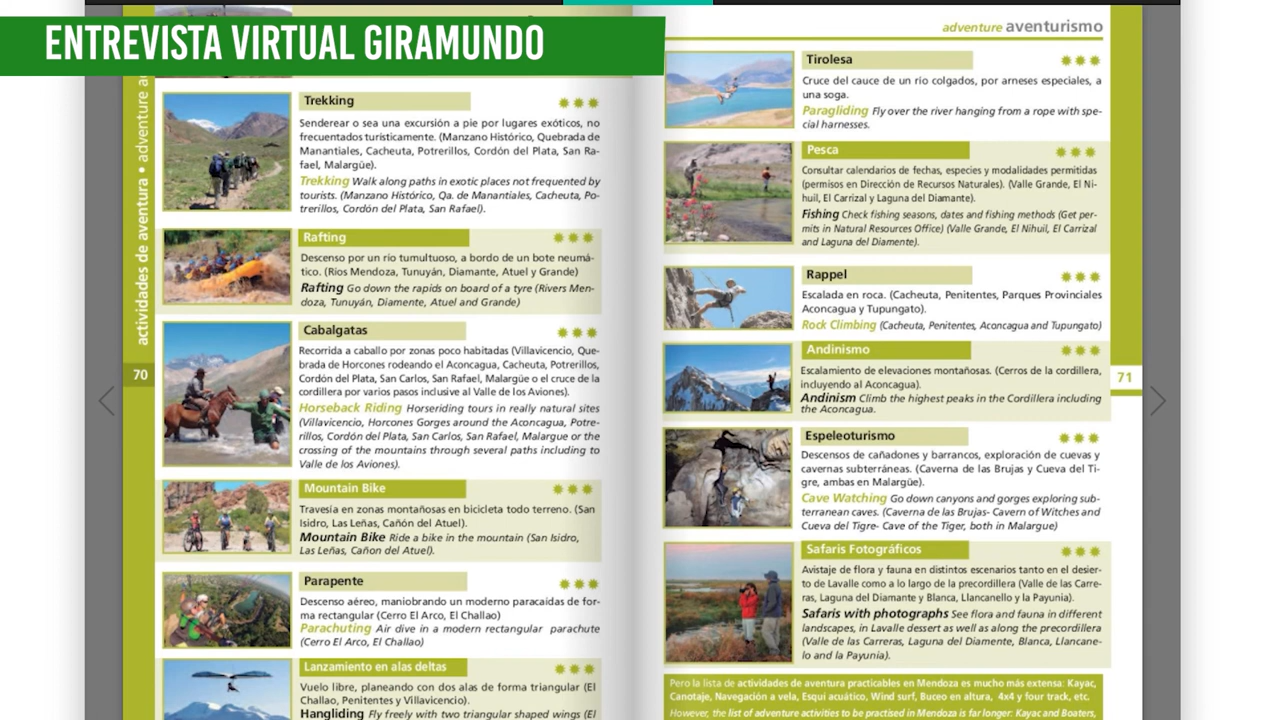 ENTREVISTA VIRTUAL GIRAMUNDO
actividades de aventura • adventure
70
Trekking
Senderear o sea una excursión a pie por lugares exóticos, no
frecuentados turísticamente. (Manzano Histórico, Quebrada de
Manantiales, Cacheuta, Potrerillos, Cordón del Plata, San Ra-
fael, Malargüe).
Trekking Walk along paths in exotic places not frequented by
tourists. (Manzano Histórico, Qa. de Manantiales, Cacheuta, Po-
trerillos, Cordón del Plata, San Rafael).
Rafting
Descenso por un río tumultuoso, a bordo de un bote neumá-
tico. (Ríos Mendoza, Tunuyán, Diamante, Atuel y Grande)
Rafting Go down the rapids on board of a tyre (Rivers Men-
doza, Tunuyán, Diamente, Atuel and Grande)
Cabalgatas
Recorrida a caballo por zonas poco habitadas (Villavicencio, Que-
brada de Horcones rodeando el Aconcagua, Cacheuta, Potrerillos,
Cordón del Plata, San Carlos, San Rafael, Malargüe o el cruce de la
cordillera por varios pasos inclusive al Valle de los Aviones).
Horseback Riding Horseriding tours in really natural sites
(Villavicencio, Horcones Gorges around the Aconcagua, Potre-
rillos, Cordón del Plata, San Carlos, San Rafael, Malargue or the
crossing of the mountains through several paths including to
Valle de los Aviones).
Mountain Bike
Travesía en zonas montañosas en bicicleta todo terreno. (San
Isidro, Las Leñas, Cañón del Atuel).
Mountain Bike Ride a bike in the mountain (San Isidro,
Las Leñas, Cañon del Atuel).
Parapente
Descenso aéreo, maniobrando un moderno paracaídas de for-
ma rectangular (Cerro El Arco, El Challao)
Parachuting Air dive in a modern rectangular parachute
(Cerro El Arco, El Challao)
Lanzamiento en alas deltas
Vuelo libre, planeando con dos alas de forma triangular (El
Challao, Penitentes y Villavicencio).
Hangliding Fly freely with two triangular shaped wings (El
adventure aventurismo
Tirolesa
Cruce del cauce de un río colgados, por arneses especiales, a
una soga.
Paragliding Fly over the river hanging from a rope with spe-
cial harnesses.
Pesca
Consultar calendarios de fechas, especies y modalidades permitidas
(permisos en Dirección de Recursos Naturales). (Valle Grande, El Ni-
huil, El Carrizal y Laguna del Diamante).
Fishing Check fishing seasons, dates and fishing methods (Get per-
mits in Natural Resources Office) (Valle Grande, El Nihuil, El Carrizal
and Laguna del Diamente).
Rappel
Escalada en roca. (Cacheuta, Penitentes, Parques Provinciales
Aconcagua y Tupungato).
Rock Climbing (Cacheuta, Penitentes, Aconcagua and Tupungato)
Andinismo
Escalamiento de elevaciones montañosas. (Cerros de la cordillera,
incluyendo al Aconcagua).
Andinism Climb the highest peaks in the Cordillera including
the Aconcagua.
71
Espeleoturismo
Descensos de cañadones y barrancos, exploración de cuevas y
cavernas subterráneas. (Caverna de las Brujas y Cueva del Ti-
gre, ambas en Malargüe).
Cave Watching Go down canyons and gorges exploring sub-
terranean caves. (Caverna de las Brujas- Cavern of Witches and
Cueva del Tigre- Cave of the Tiger, both in Malargue)
Safaris Fotográficos
Avistaje de flora y fauna en distintos escenarios tanto en el desier-
to de Lavalle como a lo largo de la precordillera (Valle de las Carre-
ras, Laguna del Diamante y Blanca, Llancanello y la Payunia).
Safaris with photographs See flora and fauna in different
landscapes, in Lavalle dessert as well as along the precordillera
(Valle de las Carreras, Laguna del Diamente, Blanca, Llancane-
lo and la Payunía).
Pero la lista de actividades de aventura practicables en Mendoza es mucho más extensa: Kayac,
Canotaje, Navegación a vela, Esquí acuático, Wind surf, Buceo en altura, 4x4 y four track, etc.
However, the list of adventure activities to be practised in Mendoza is far longer: Kayac and Boaters,